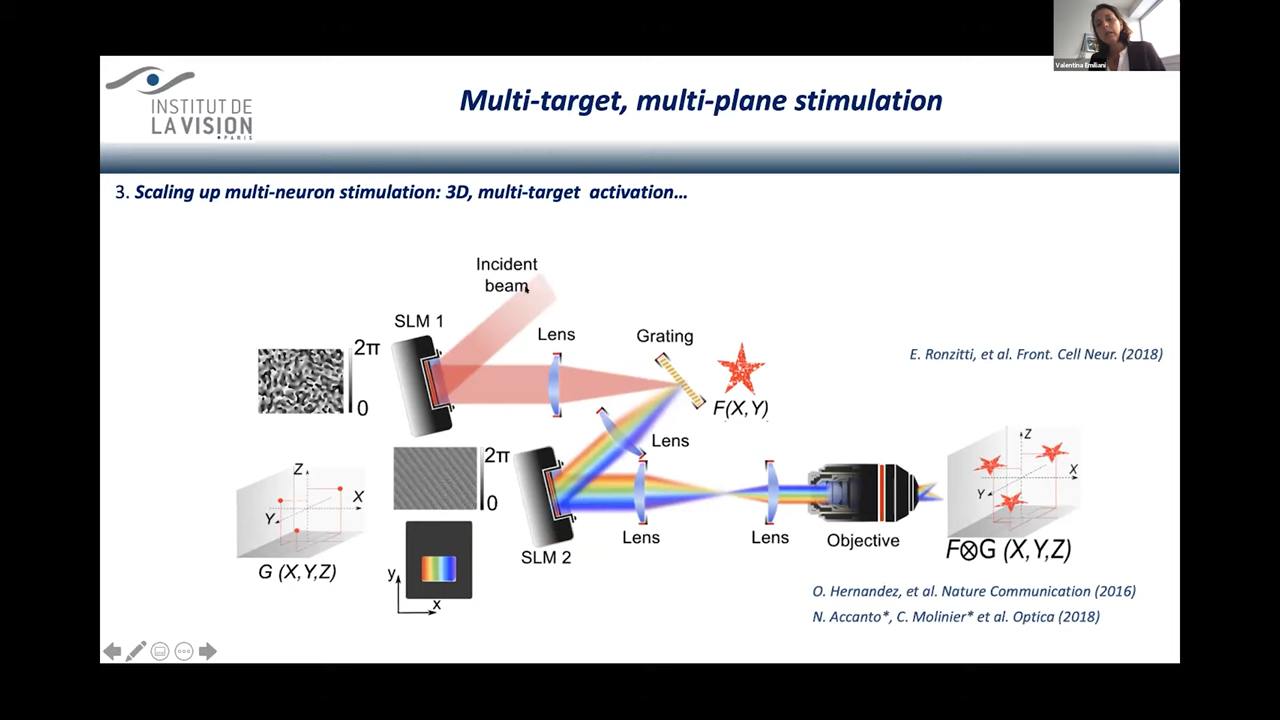 Valentina Emiliani
INSTITUT DE
LA VISION
PARIS
Multi-target, multi-plane stimulation
3. Scaling up multi-neuron stimulation: 3D, multi-target activation…
Incident
beam
SLM 1
Lens
Grating
2π
0
F(X,Y)
E. Ronzitti, et al. Front. Cell Neur. (2018)
Lens
2π
0
Z
X
Y
G (X,Y,Z)
SLM 2
y
x
Lens
Lens
Objective
Z
X
Y
F⊗G (X,Y,Z)
O. Hernandez, et al. Nature Communication (2016)
N. Accanto*, C. Molinier* et al. Optica (2018)